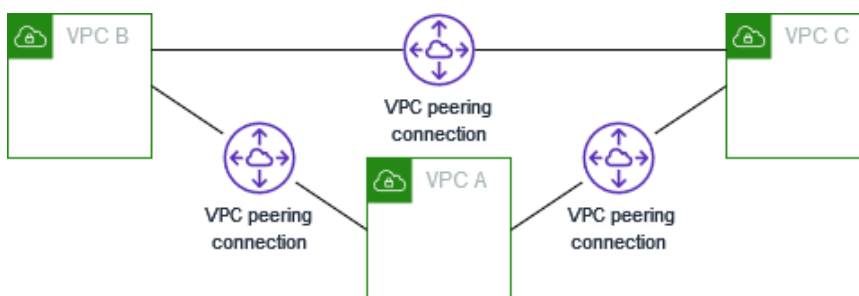 VPC B
VPC C
VPC peering
connection
VPC A
VPC peering
connection
VPC peering
connection